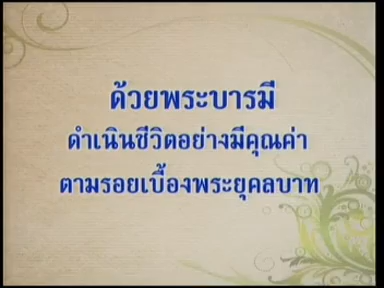 ด้วยพระบารมี
ดำเนินชีวิตอย่างมีคุณค่า
ตามรอยเบื้องพระยุคลบาท